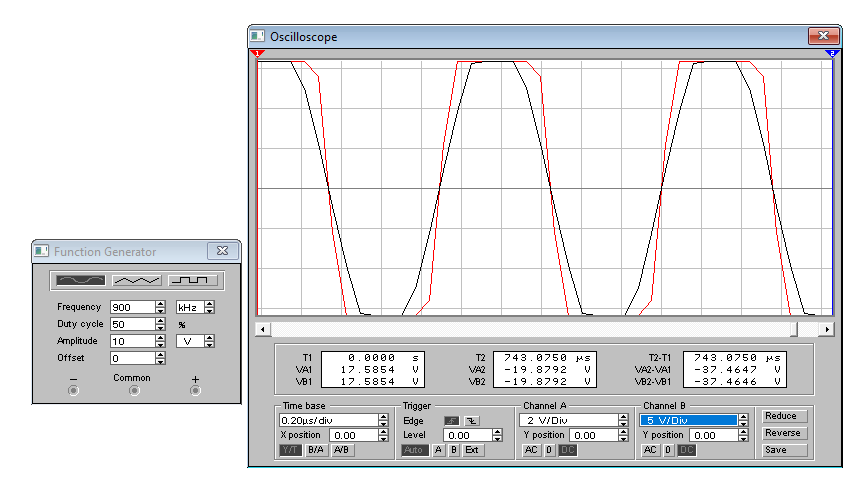 Oscilloscope
1
2
Function Generator
Frequency 900 kHz
Duty cycle 50 %
Amplitude 10 V
Offset 0
− Common +
T1 0.0000 s
VA1 17.5854 V
VB1 17.5854 V
T2 743.0750 µs
VA2 -19.8792 V
VB2 -19.8792 V
T2-T1 743.0750 µs
VA2-VA1 -37.4647 V
VB2-VB1 -37.4646 V
Time base
0.20µs/div
X position 0.00
Y/T B/A A/B
Trigger
Edge
Level 0.00
Auto A B Ext
Channel A
2 V/Div
Y position 0.00
AC 0 DC
Channel B
5 V/Div
Y position 0.00
AC 0 DC
Reduce
Reverse
Save